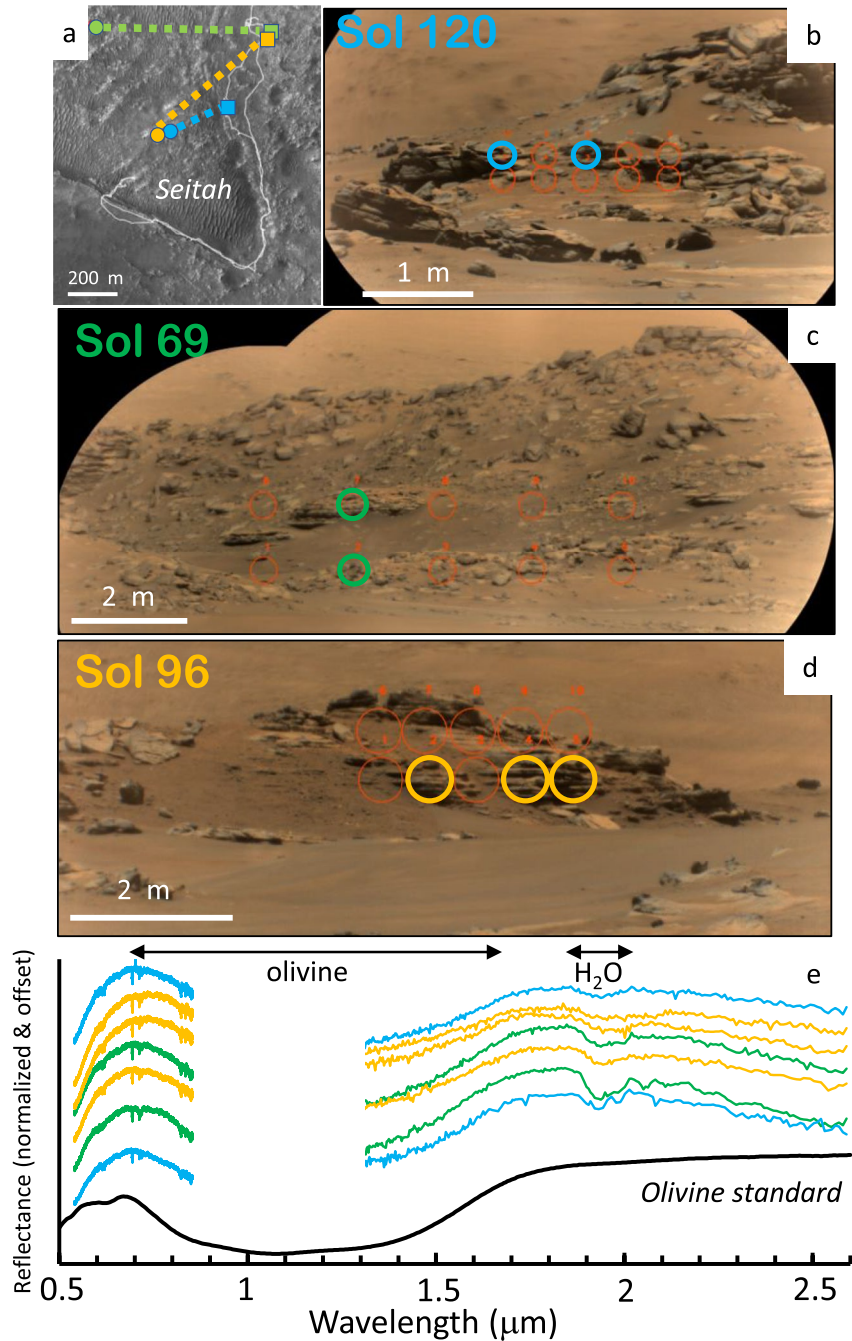 a
Seitah
200 m
Sol 120
b
1 m
Sol 69
c
2 m
Sol 96
d
2 m
olivine
H₂O
e
Reflectance (normalized & offset)
Olivine standard
0.5 1 1.5 2 2.5
Wavelength (μm)